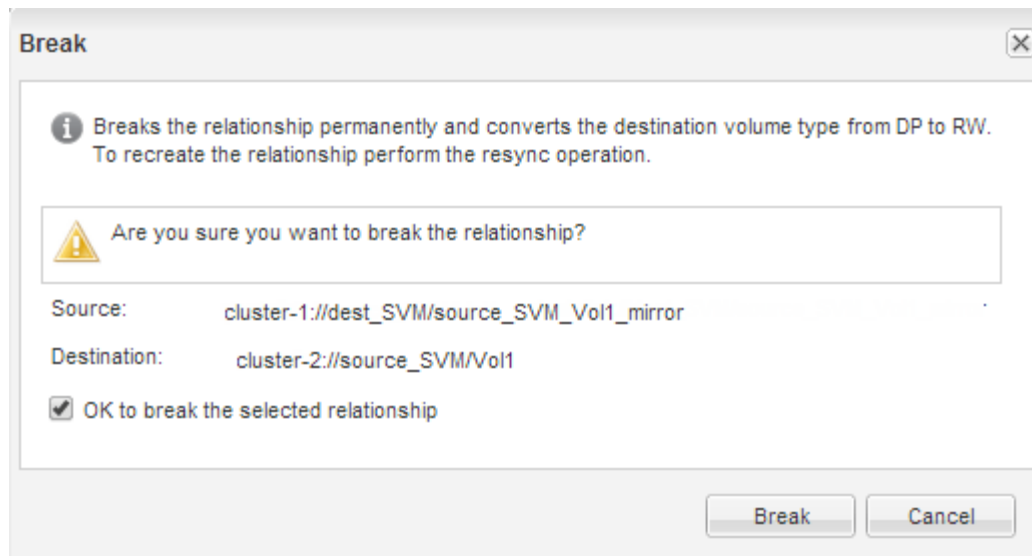 Break
Breaks the relationship permanently and converts the destination volume type from DP to RW.
To recreate the relationship perform the resync operation.
Are you sure you want to break the relationship?
Source: cluster-1://dest_SVM/source_SVM_Vol1_mirror
Destination: cluster-2://source_SVM/Vol1
OK to break the selected relationship
Break Cancel